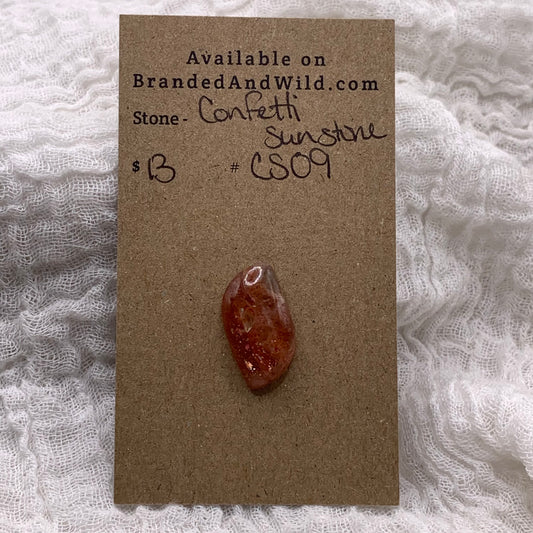 Available on
BrandedAndWild.com
Stone- Confetti
Sunstone
$ 13 # CS09